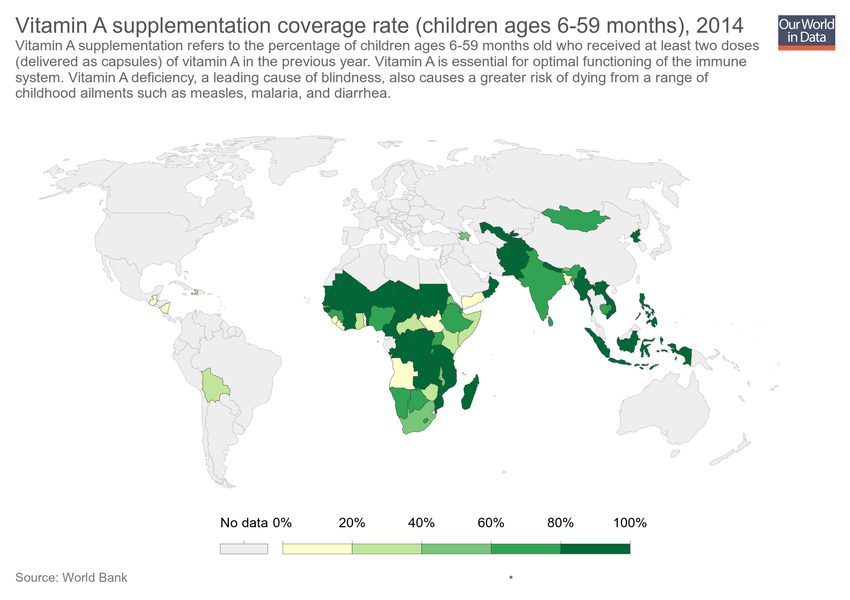 Vitamin A supplementation coverage rate (children ages 6-59 months), 2014
Our World
in Data
Vitamin A supplementation refers to the percentage of children ages 6-59 months old who received at least two doses
(delivered as capsules) of vitamin A in the previous year. Vitamin A is essential for optimal functioning of the immune
system. Vitamin A deficiency, a leading cause of blindness, also causes a greater risk of dying from a range of
childhood ailments such as measles, malaria, and diarrhea.
No data 0% 20% 40% 60% 80% 100%
Source: World Bank